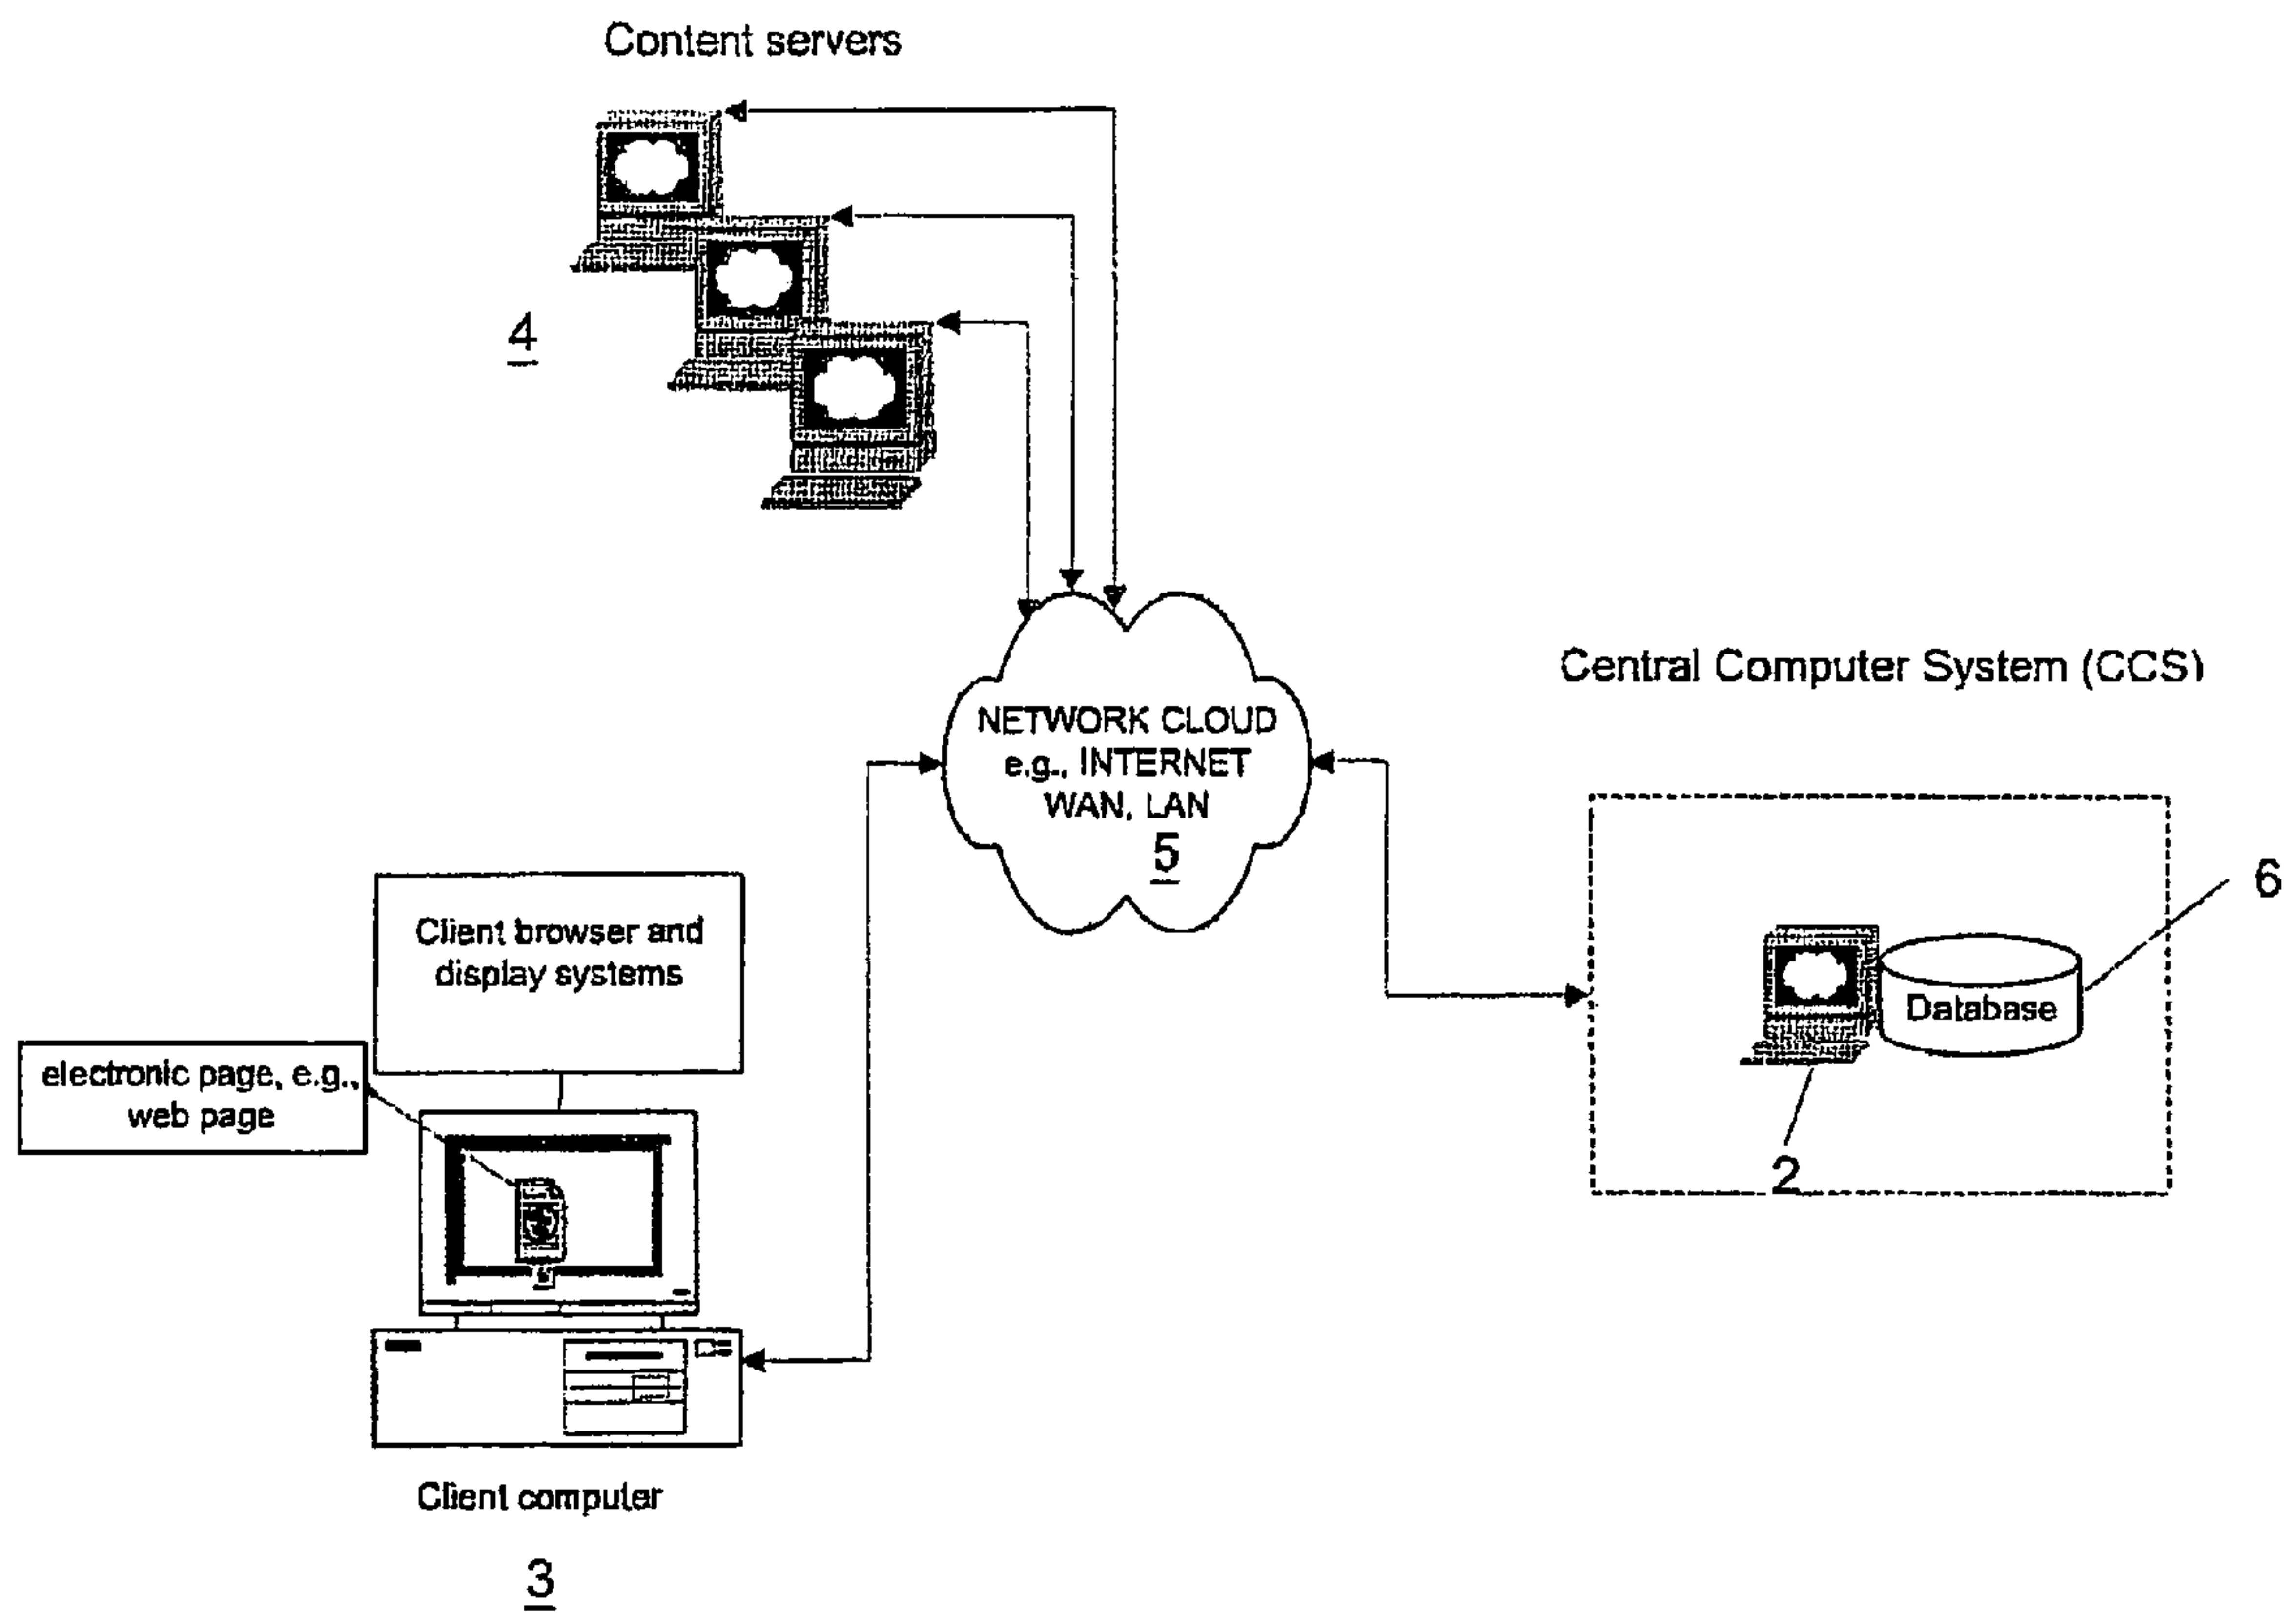 Content servers
4
NETWORK CLOUD
e.g., INTERNET
WAN, LAN
5
Central Computer System (CCS)
6
Database
2
Client browser and
display systems
electronic page, e.g.,
web page
Client computer
3